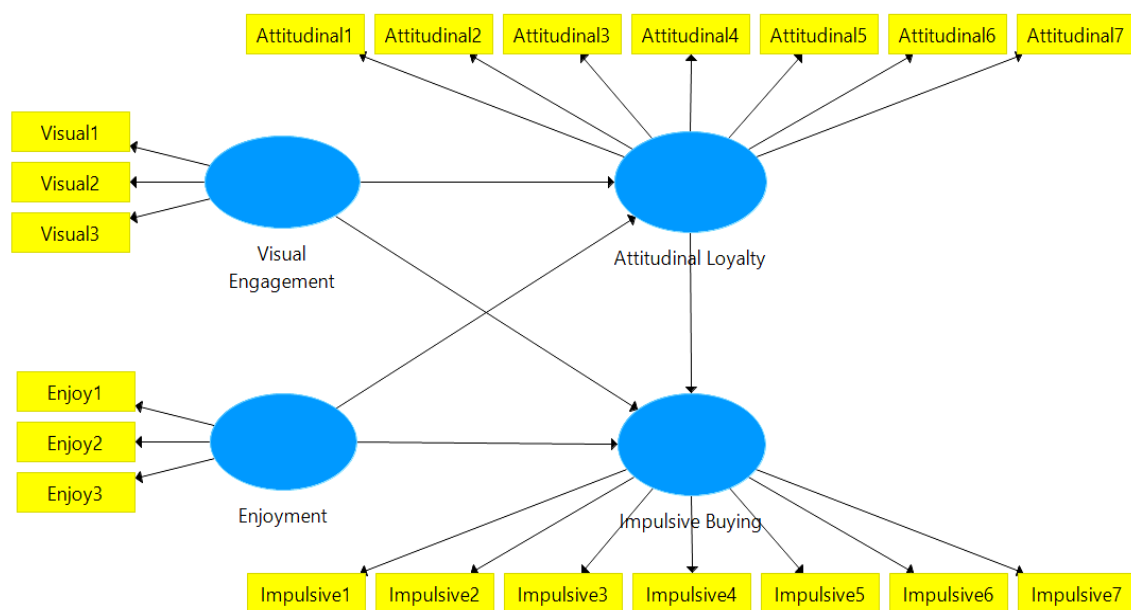 Attitudinal1 Attitudinal2 Attitudinal3 Attitudinal4 Attitudinal5 Attitudinal6 Attitudinal7
Visual1
Visual2
Visual3
Visual
Engagement
Attitudinal Loyalty
Enjoy1
Enjoy2
Enjoy3
Enjoyment
Impulsive Buying
Impulsive1 Impulsive2 Impulsive3 Impulsive4 Impulsive5 Impulsive6 Impulsive7